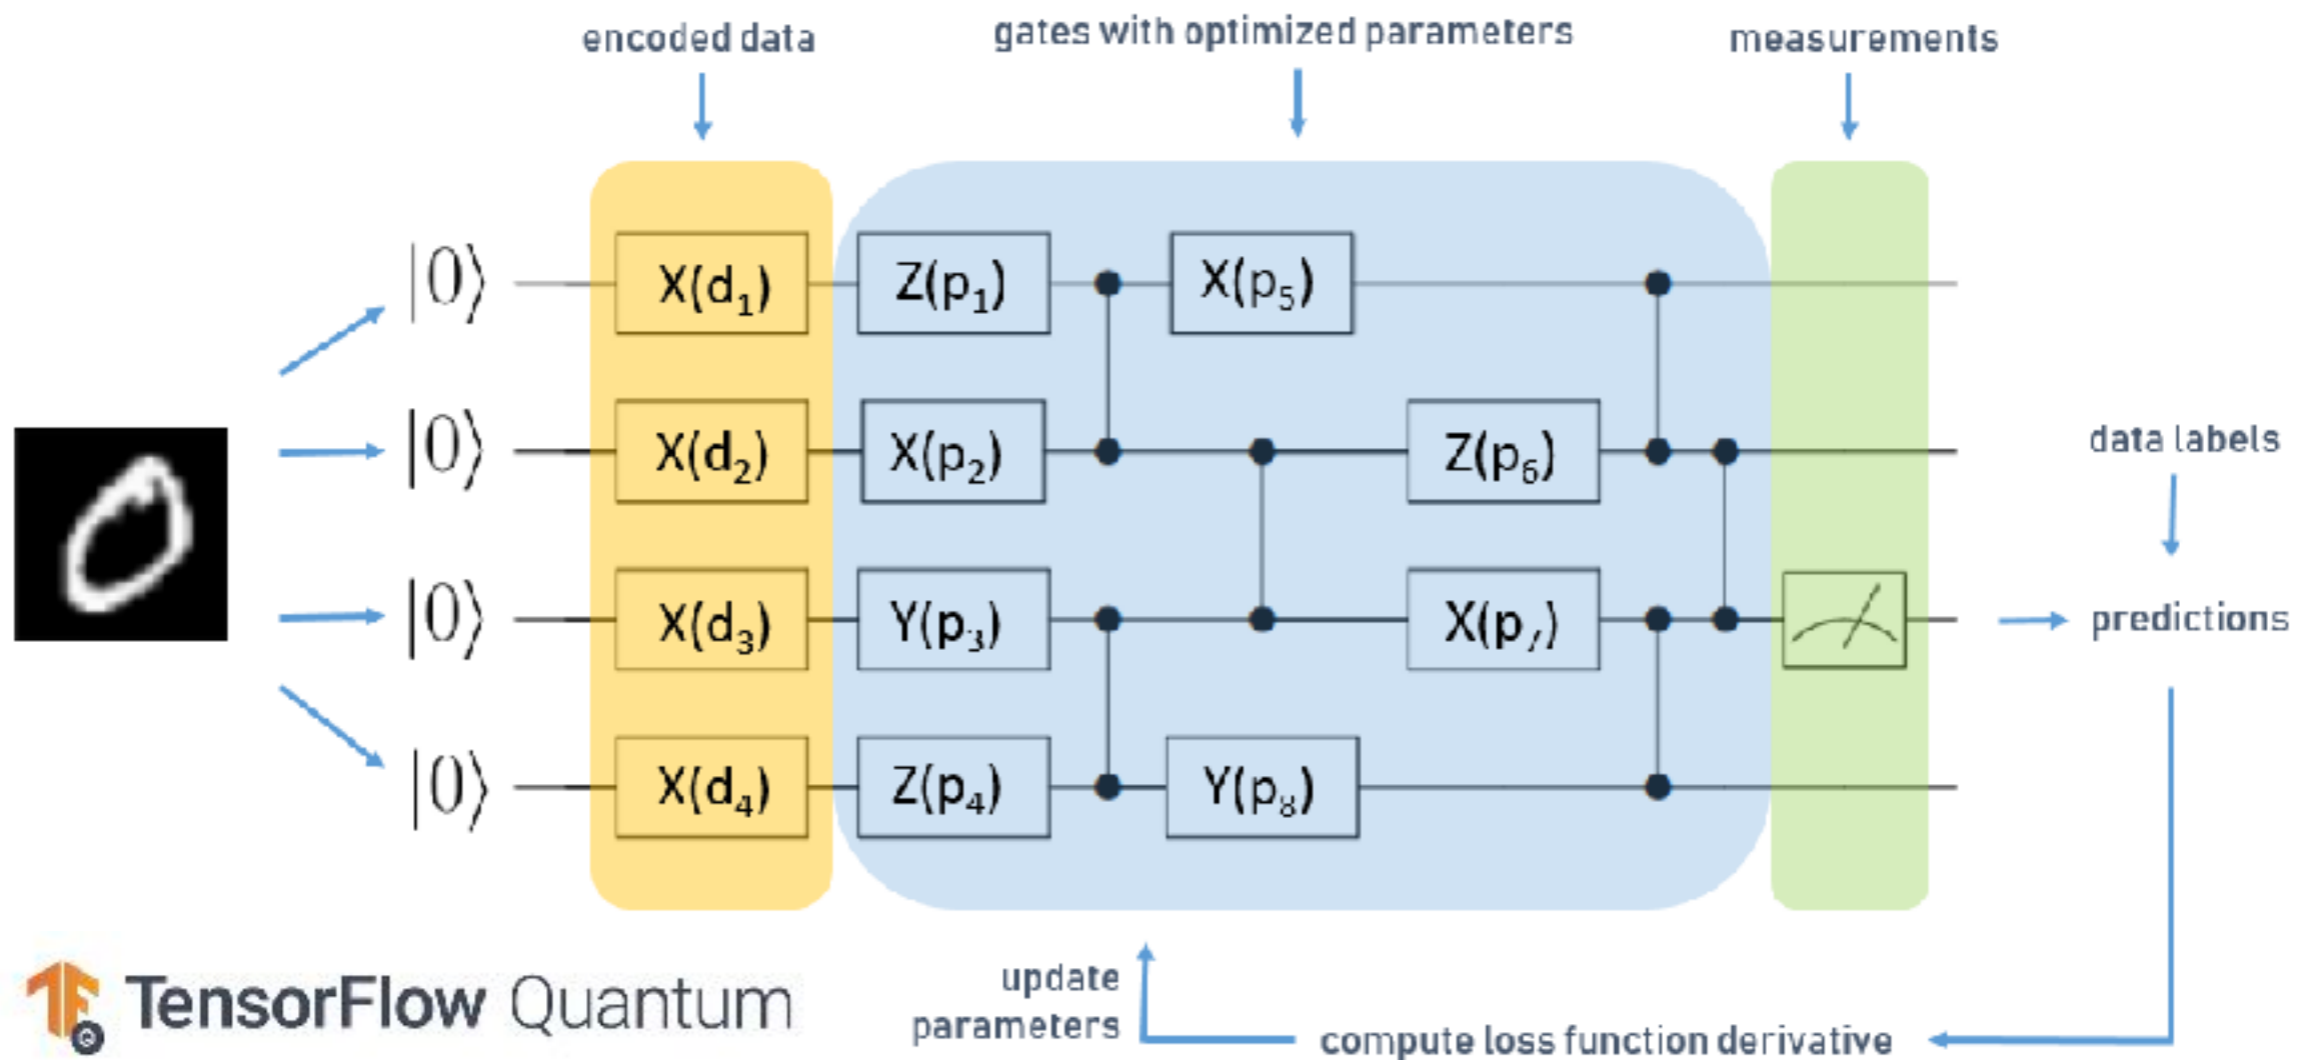 encoded data
gates with optimized parameters
measurements
|0⟩ X(d₁) Z(p₁) X(p₅)
|0⟩ X(d₂) X(p₂) Z(p₆)
data labels
|0⟩ X(d₃) Y(p₃) X(p₇)
predictions
|0⟩ X(d₄) Z(p₄) Y(p₈)
update
parameters
compute loss function derivative
Q
TensorFlow Quantum